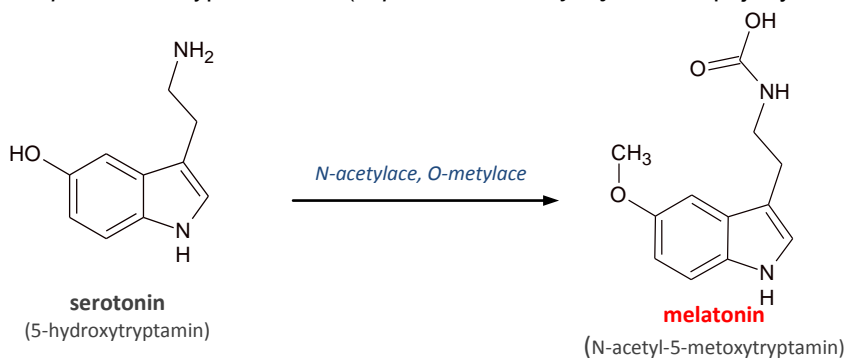 NH2
HO
N
H
serotonin
(5-hydroxytryptamin)
N-acetylace, O-metylace
OH
O
NH
CH3
O
N
H
melatonin
(N-acetyl-5-metoxytryptamin)